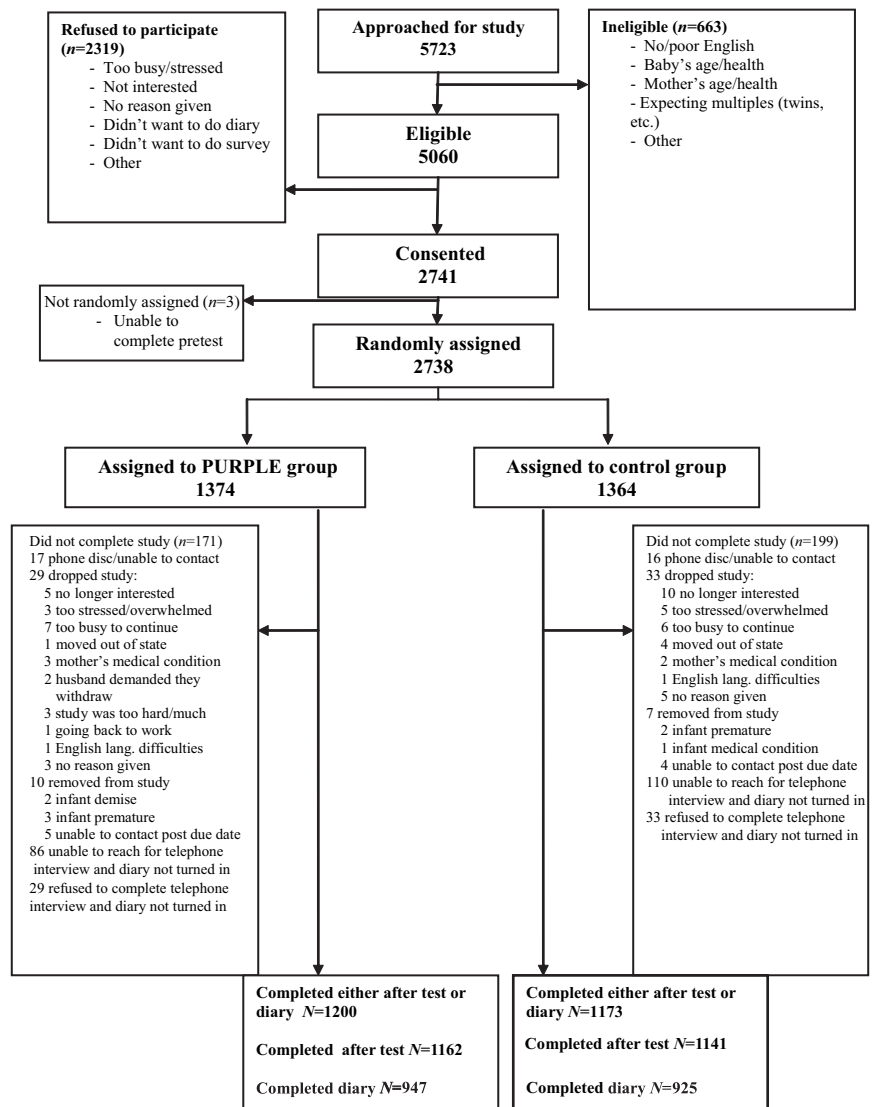 Refused to participate
(n=2319)
- Too busy/stressed
- Not interested
- No reason given
- Didn't want to do diary
- Didn't want to do survey
- Other
Approached for study
5723
Ineligible (n=663)
- No/poor English
- Baby's age/health
- Mother's age/health
- Expecting multiples (twins,
etc.)
- Other
Eligible
5060
Consented
2741
Not randomly assigned (n=3)
- Unable to
complete pretest
Randomly assigned
2738
Assigned to PURPLE group
1374
Assigned to control group
1364
Did not complete study (n=171)
17 phone disc/unable to contact
29 dropped study:
5 no longer interested
3 too stressed/overwhelmed
7 too busy to continue
1 moved out of state
3 mother's medical condition
2 husband demanded they
withdraw
3 study was too hard/much
1 going back to work
1 English lang. difficulties
3 no reason given
10 removed from study
2 infant demise
3 infant premature
5 unable to contact post due date
86 unable to reach for telephone
interview and diary not turned in
29 refused to complete telephone
interview and diary not turned in
Did not complete study (n=199)
16 phone disc/unable to contact
33 dropped study:
10 no longer interested
5 too stressed/overwhelmed
6 too busy to continue
4 moved out of state
2 mother's medical condition
1 English lang. difficulties
5 no reason given
7 removed from study
2 infant premature
1 infant medical condition
4 unable to contact post due date
110 unable to reach for telephone
interview and diary not turned in
33 refused to complete telephone
interview and diary not turned in
Completed either after test or
diary N=1200
Completed after test N=1162
Completed diary N=947
Completed either after test or
diary N=1173
Completed after test N=1141
Completed diary N=925